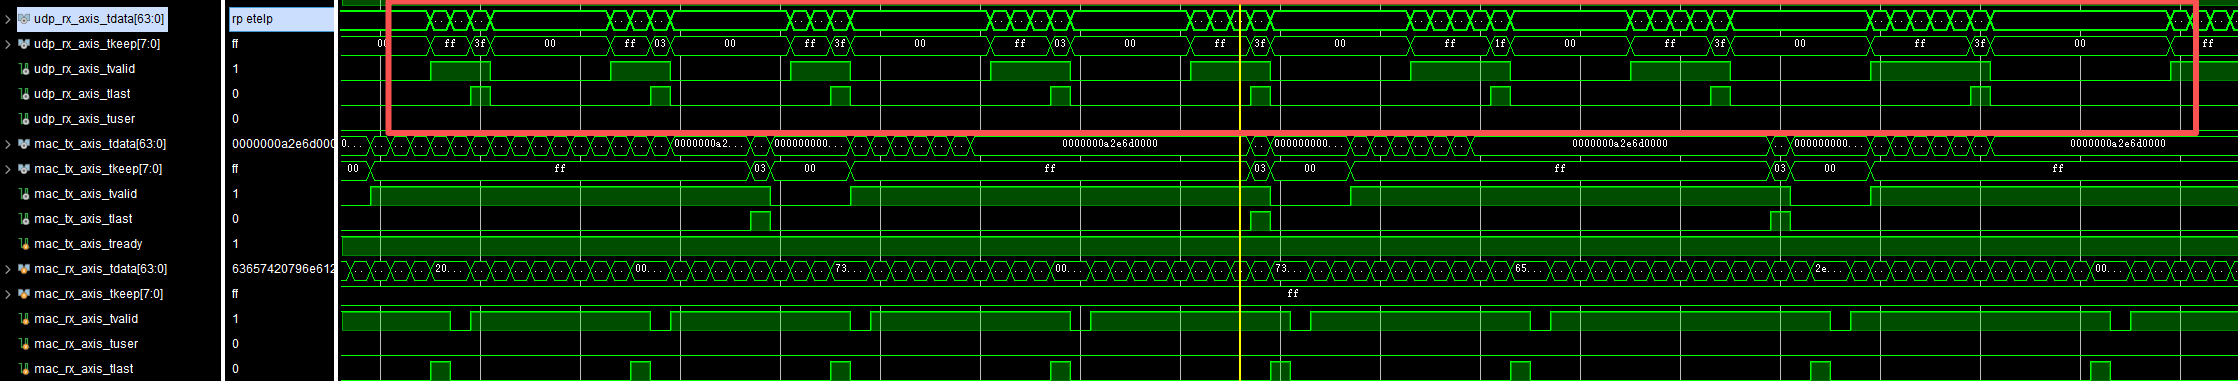 udp_rx_axis_tdata[63:0] rp etelp
udp_rx_axis_tkeep[7:0] ff 00 ff 3f 00 ff 03 00 ff 3f 00 ff 03 00 ff 3f 00 ff 1f 00 ff 3f 00 ff 3f 00 ff
udp_rx_axis_tvalid 1
udp_rx_axis_tlast 0
udp_rx_axis_tuser 0
mac_tx_axis_tdata[63:0] 0000000a2e6d000 0... 0000000a2... 000000000... 0000000a2e6d0000 000000000... 0000000a2e6d0000 000000000... 0000000a2e6d0000
mac_tx_axis_tkeep[7:0] ff 00 ff 03 00 ff 03 00 ff 03 00 ff
mac_tx_axis_tvalid 1
mac_tx_axis_tlast 0
mac_tx_axis_tready 1
mac_rx_axis_tdata[63:0] 63657420796e612 20... 00... 73... 00... 73... 65... 2e... 00...
mac_rx_axis_tkeep[7:0] ff ff
mac_rx_axis_tvalid 1
mac_rx_axis_tuser 0
mac_rx_axis_tlast 0